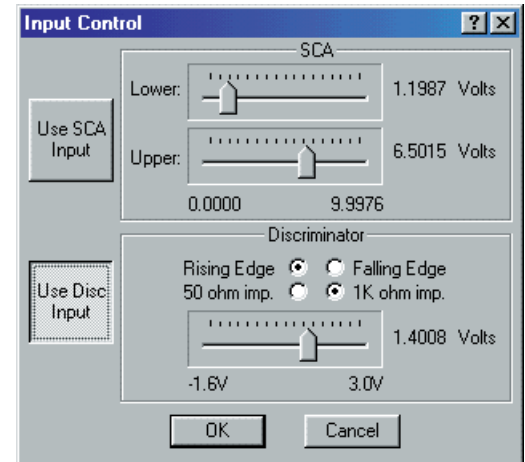 Input Control
SCA
Use SCA
Input
Lower:
1.1987 Volts
Upper:
6.5015 Volts
0.0000 9.9976
Discriminator
Use Disc
Input
Rising Edge Falling Edge
50 ohm imp. 1K ohm imp.
1.4008 Volts
-1.6V 3.0V
OK Cancel